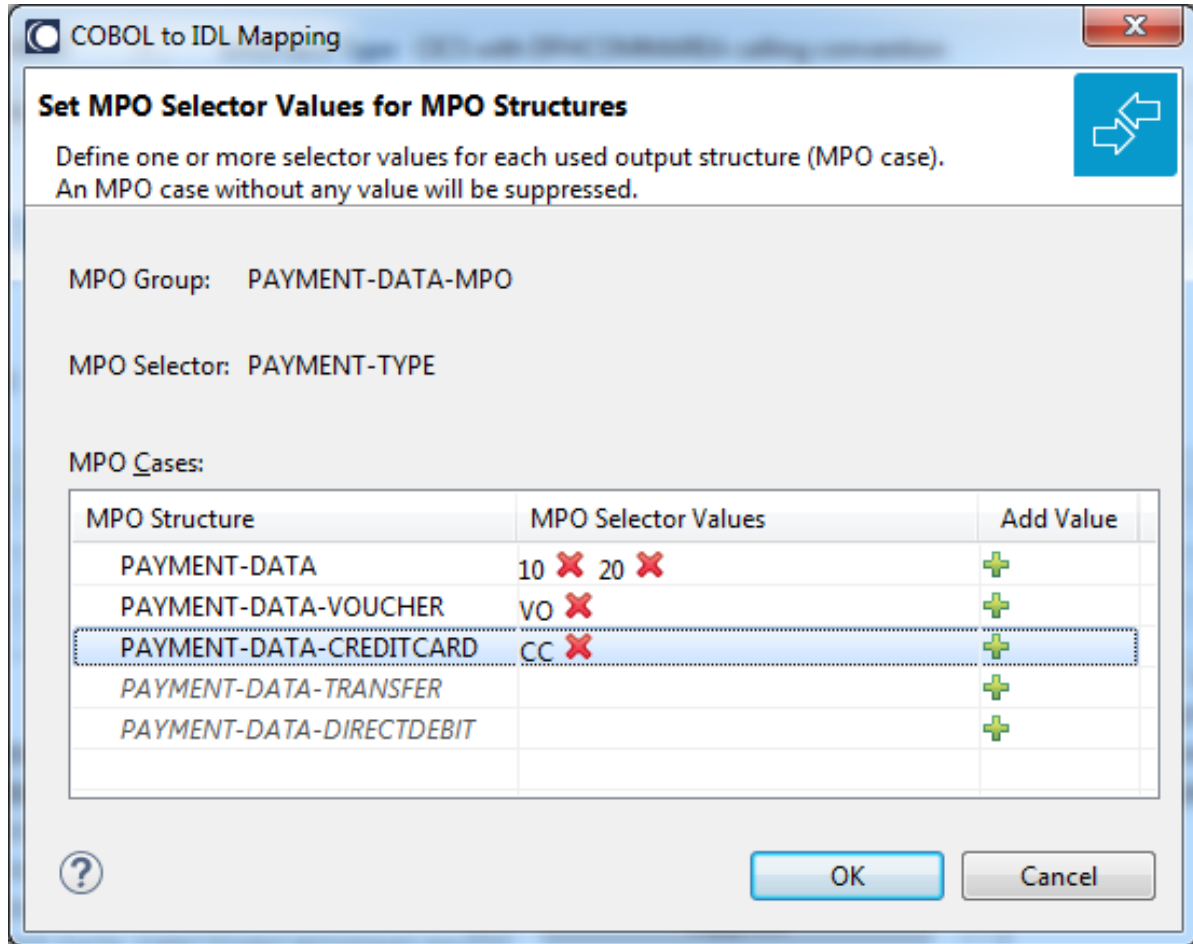 COBOL to IDL Mapping
Set MPO Selector Values for MPO Structures
Define one or more selector values for each used output structure (MPO case).
An MPO case without any value will be suppressed.
MPO Group: PAYMENT-DATA-MPO
MPO Selector: PAYMENT-TYPE
MPO Cases:
MPO Structure MPO Selector Values Add Value
PAYMENT-DATA 10 20
PAYMENT-DATA-VOUCHER VO
PAYMENT-DATA-CREDITCARD CC
PAYMENT-DATA-TRANSFER
PAYMENT-DATA-DIRECTDEBIT
OK Cancel